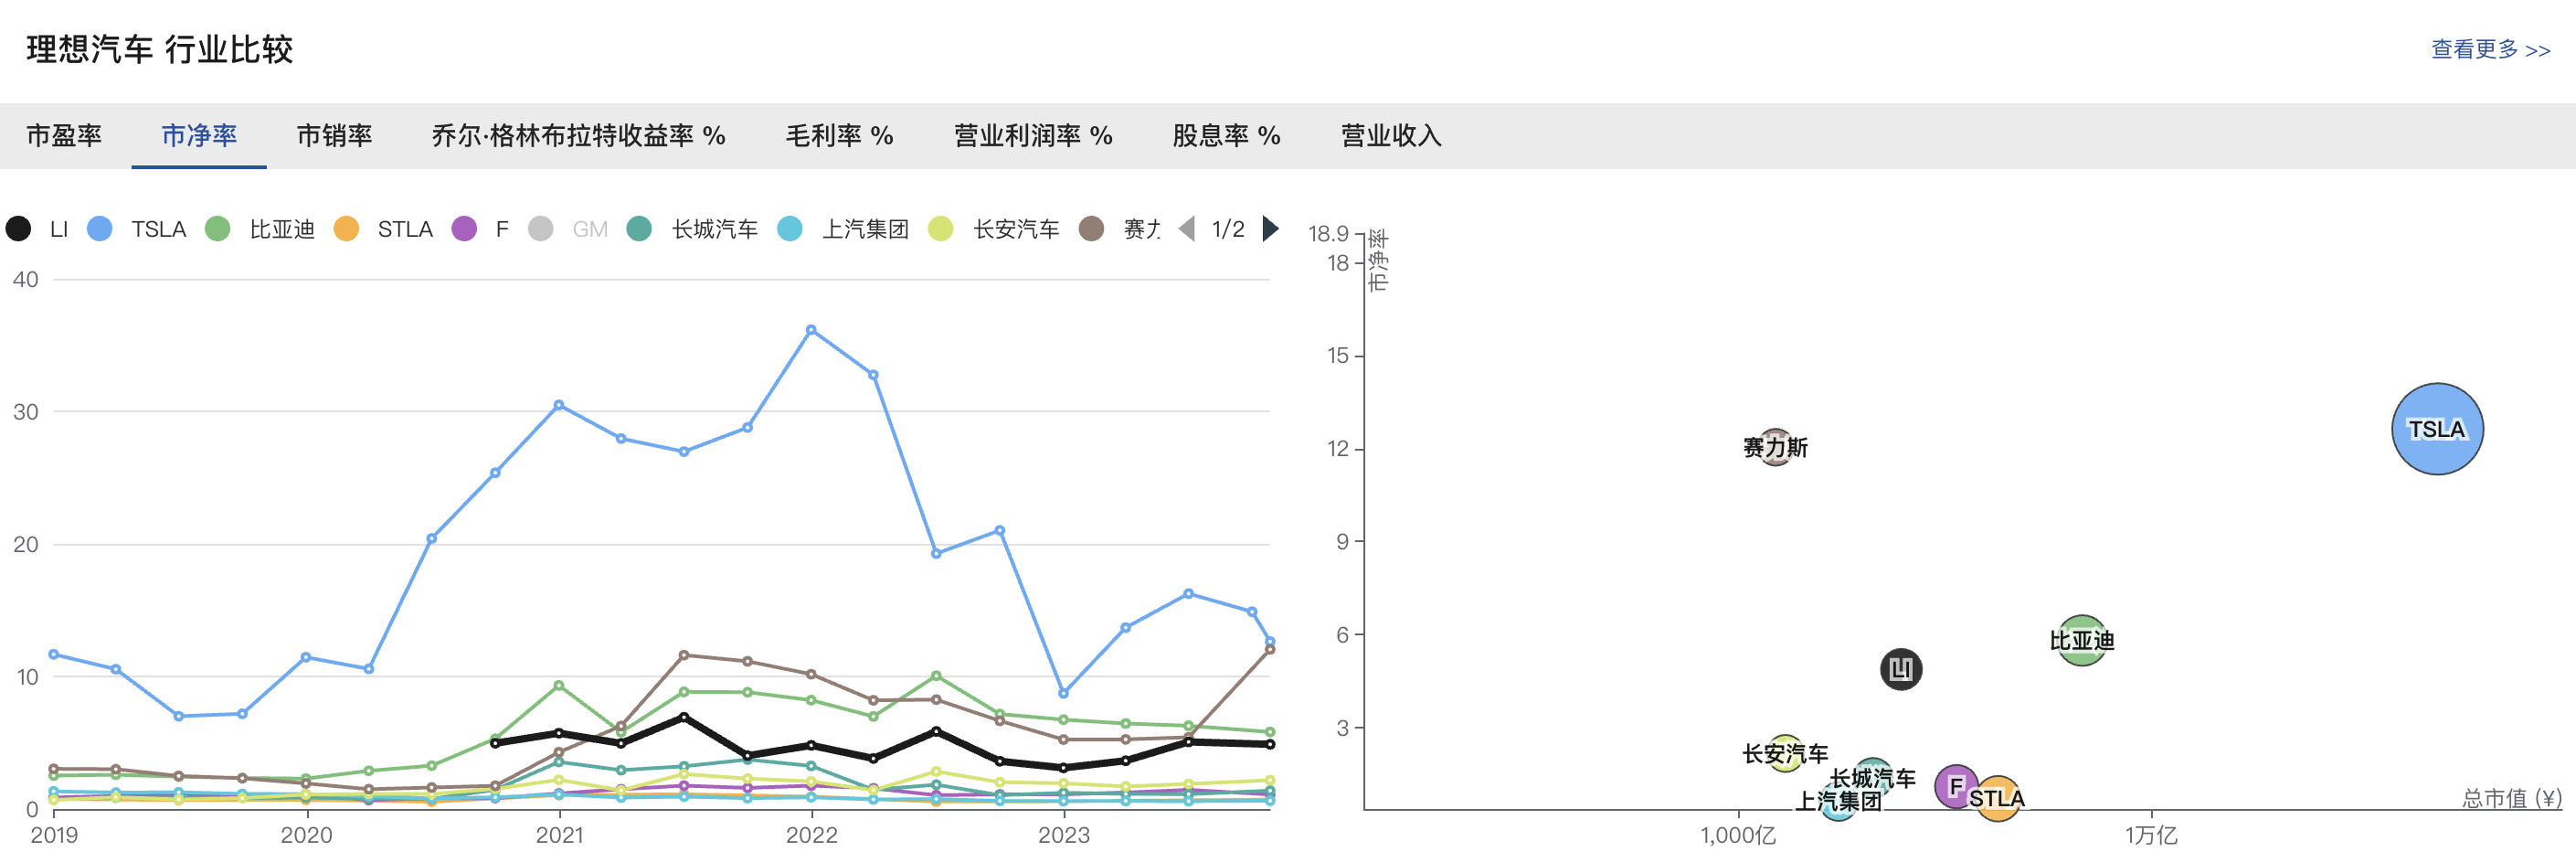 理想汽车 行业比较
查看更多 >>
市盈率 市净率 市销率 乔尔·格林布拉特收益率 % 毛利率 % 营业利润率 % 股息率 % 营业收入
LI TSLA 比亚迪 STLA F GM 长城汽车 上汽集团 长安汽车 赛力 1/2
40
30
20
10
0
2019 2020 2021 2022 2023
市净率
18.9
18
15
12
9
6
3
TSLA
赛力斯
比亚迪
LI
长安汽车
长城汽车
上汽集团
F
STLA
总市值 (¥)
1,000亿 1万亿